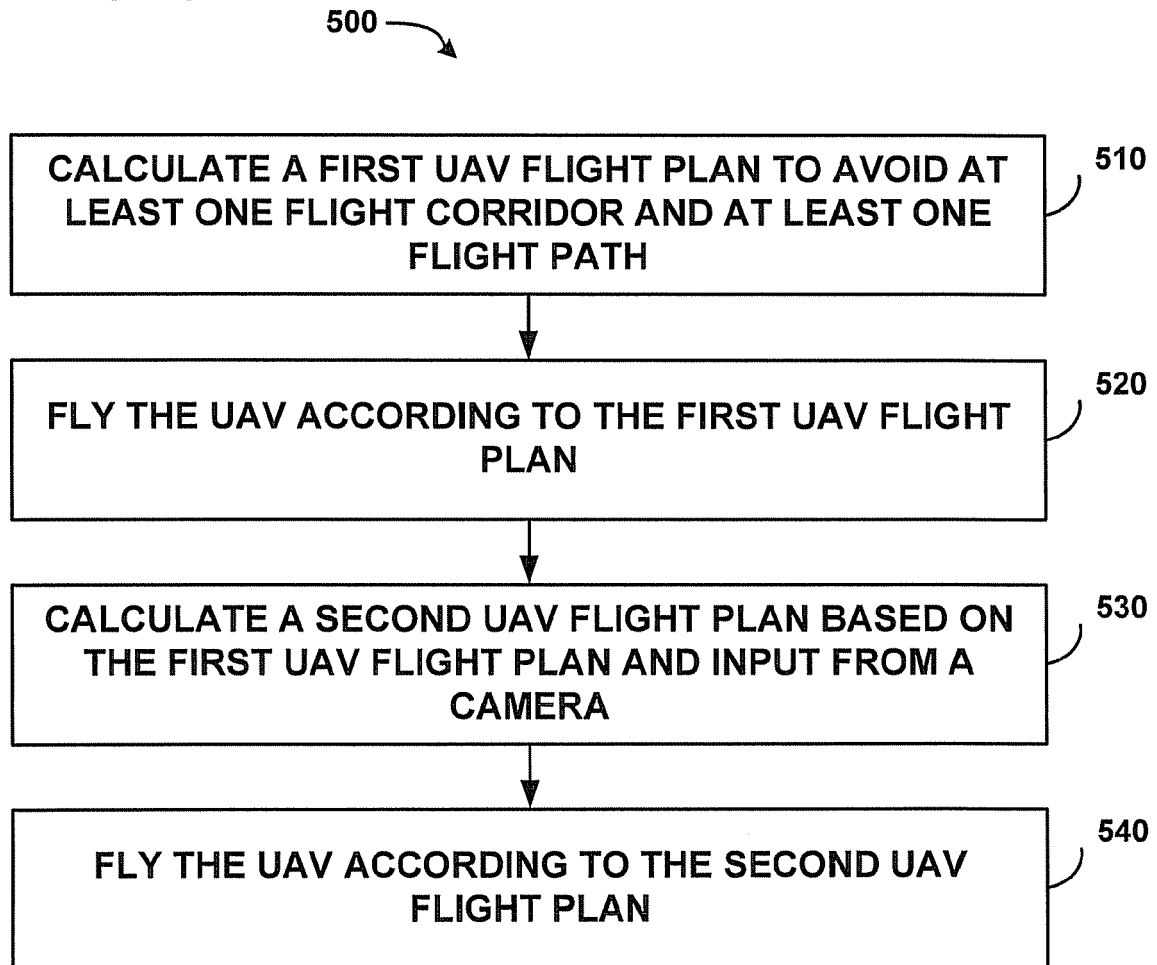 500
CALCULATE A FIRST UAV FLIGHT PLAN TO AVOID AT
LEAST ONE FLIGHT CORRIDOR AND AT LEAST ONE
FLIGHT PATH
510
FLY THE UAV ACCORDING TO THE FIRST UAV FLIGHT
PLAN
520
CALCULATE A SECOND UAV FLIGHT PLAN BASED ON
THE FIRST UAV FLIGHT PLAN AND INPUT FROM A
CAMERA
530
FLY THE UAV ACCORDING TO THE SECOND UAV
FLIGHT PLAN
540